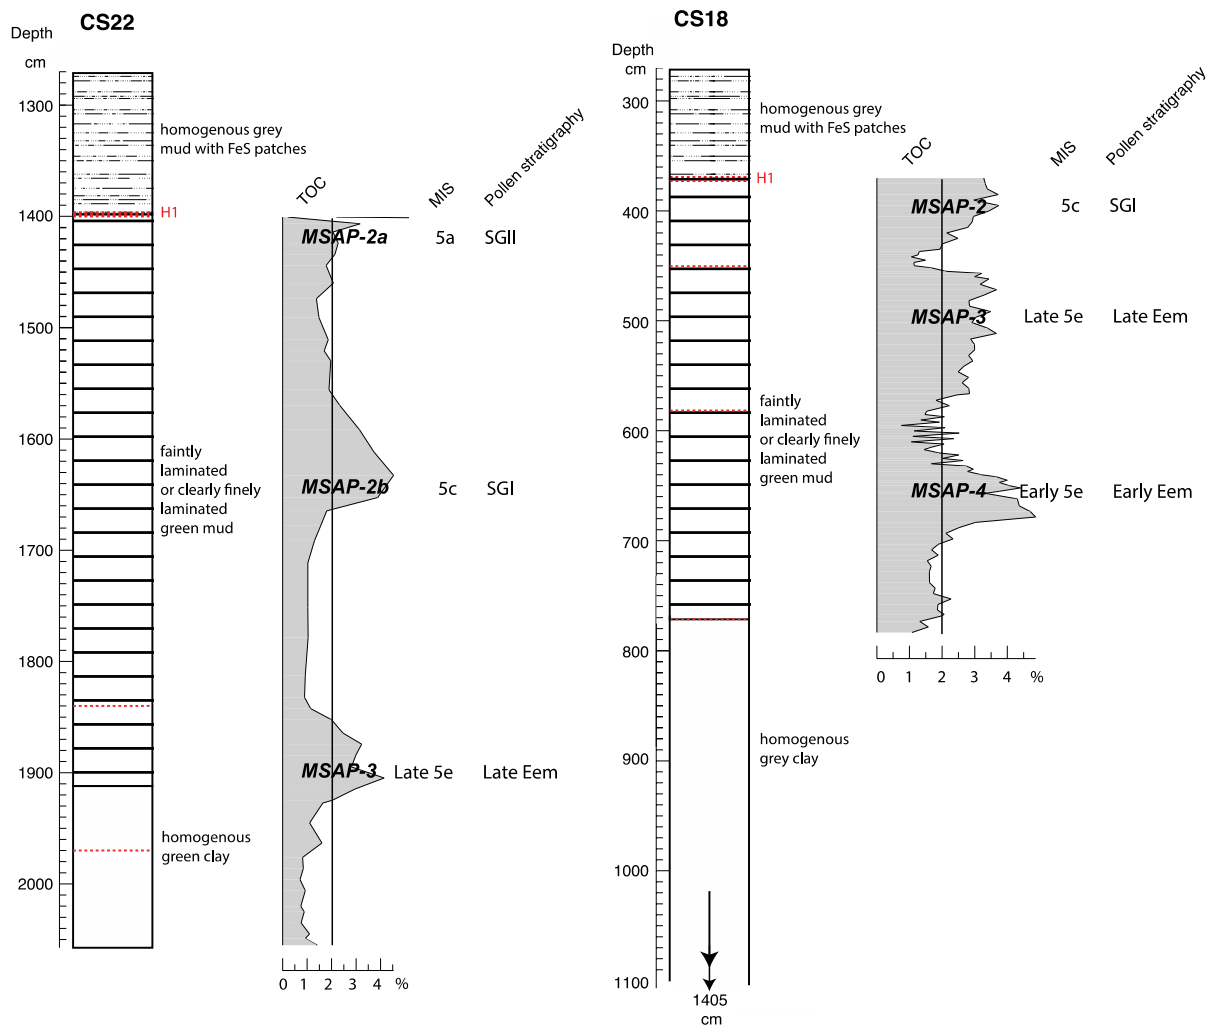 CS22
Depth
cm
1300
1400
1500
1600
1700
1800
1900
2000
homogenous grey
mud with FeS patches
H1
faintly
laminated
or clearly finely
laminated
green mud
homogenous
green clay
TOC
MIS
Pollen stratigraphy
MSAP-2a 5a SGII
MSAP-2b 5c SGI
MSAP-3 Late 5e Late Eem
0 1 2 3 4 %
CS18
Depth
cm
300
400
500
600
700
800
900
1000
1100
homogenous grey
mud with FeS patches
H1
faintly
laminated
or clearly finely
laminated
green mud
homogenous
grey clay
1405
cm
TOC
MIS
Pollen stratigraphy
MSAP-2 5c SGI
MSAP-3 Late 5e Late Eem
MSAP-4 Early 5e Early Eem
0 1 2 3 4 %